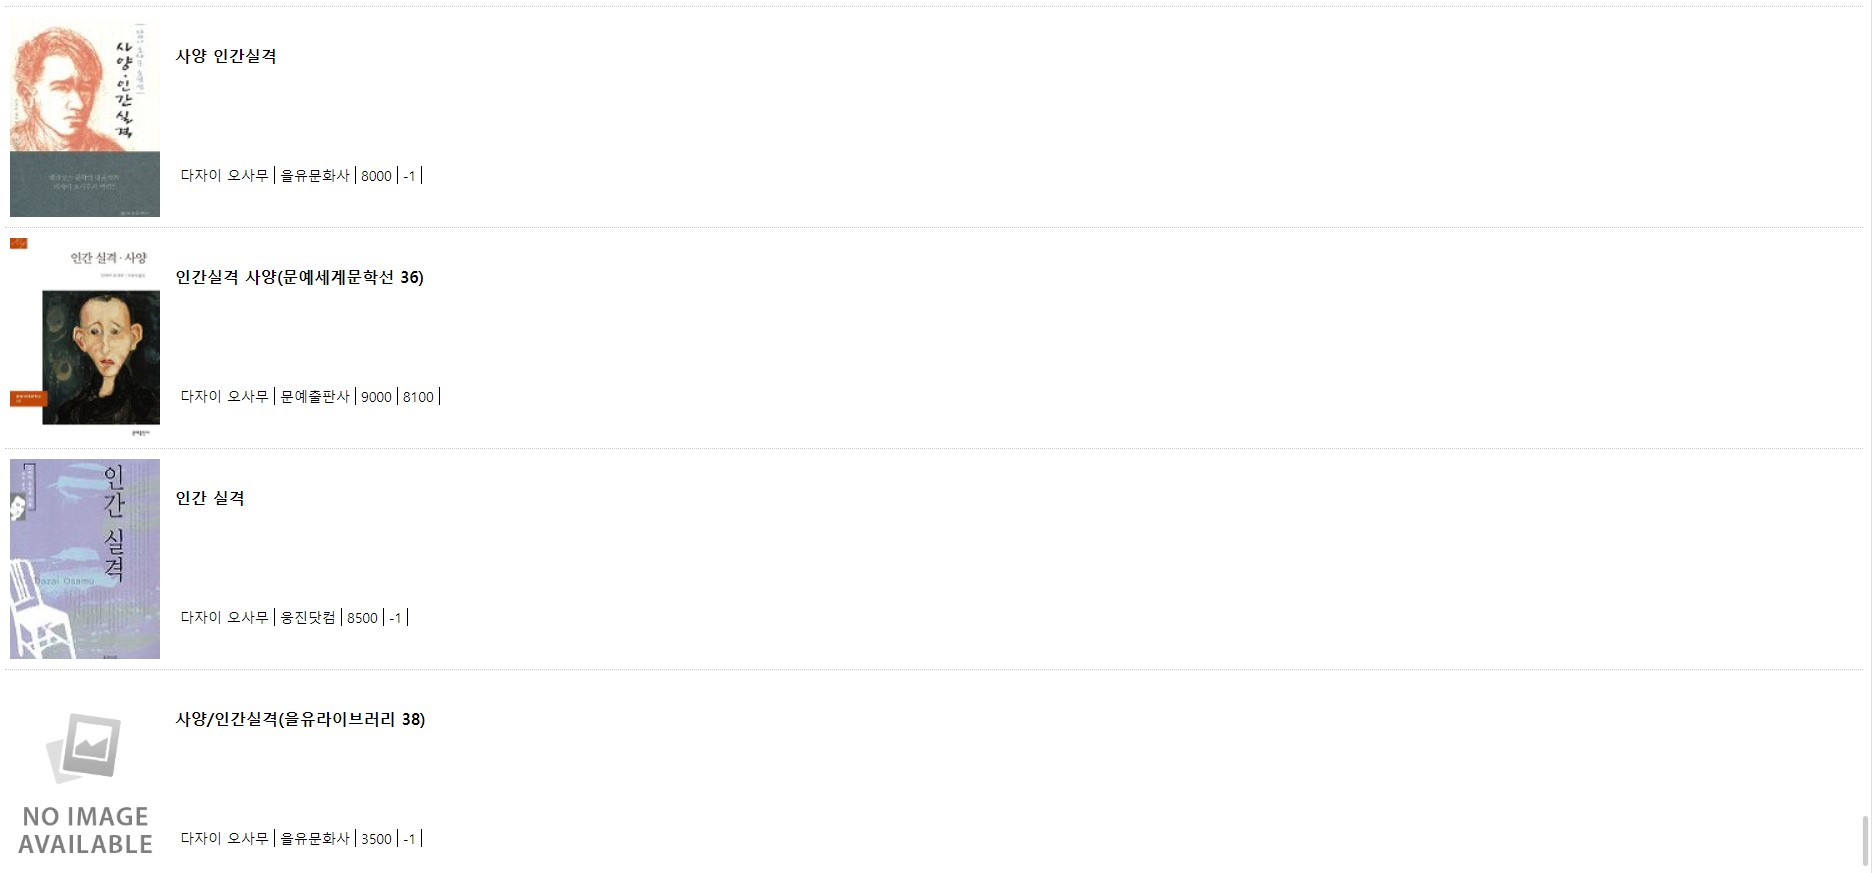 사양·인간실격
사양 인간실격
다자이 오사무 | 을유문화사 | 8000 | -1 |
인간 실격·사양
인간실격 사양(문예세계문학선 36)
다자이 오사무 | 문예출판사 | 9000 | 8100 |
인간 실격
Dazai Osamu
인간 실격
다자이 오사무 | 웅진닷컴 | 8500 | -1 |
사양/인간실격(을유라이브러리 38)
NO IMAGE
AVAILABLE
다자이 오사무 | 을유문화사 | 3500 | -1 |